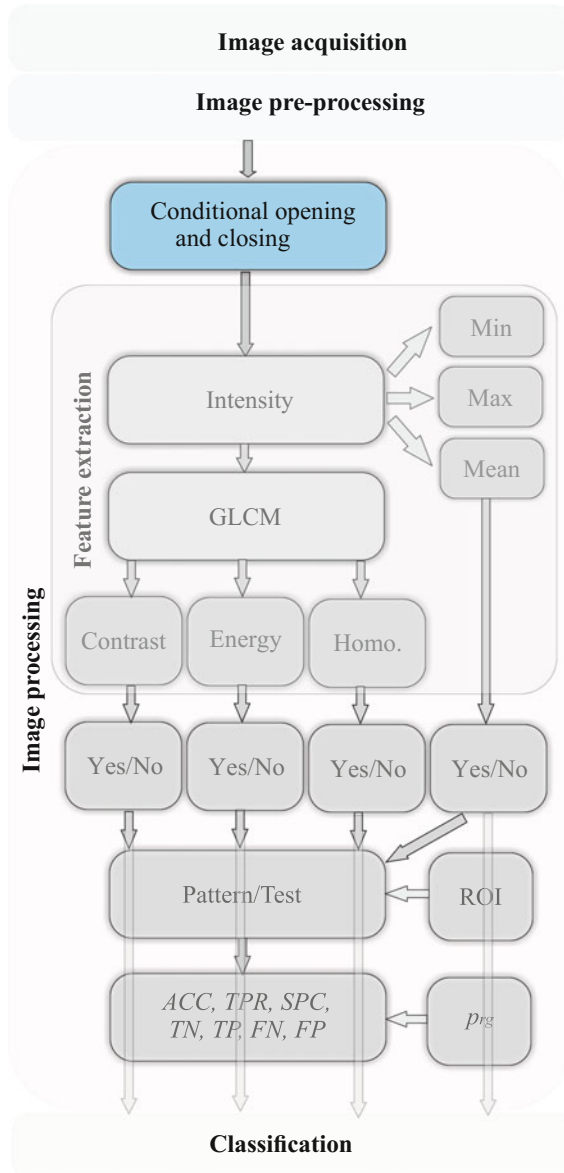 Image acquisition
Image pre-processing
Conditional opening
and closing
Image processing
Feature extraction
Intensity
Min
Max
Mean
GLCM
Contrast
Energy
Homo.
Yes/No
Yes/No
Yes/No
Yes/No
Pattern/Test
ROI
ACC, TPR, SPC,
TN, TP, FN, FP
prg
Classification